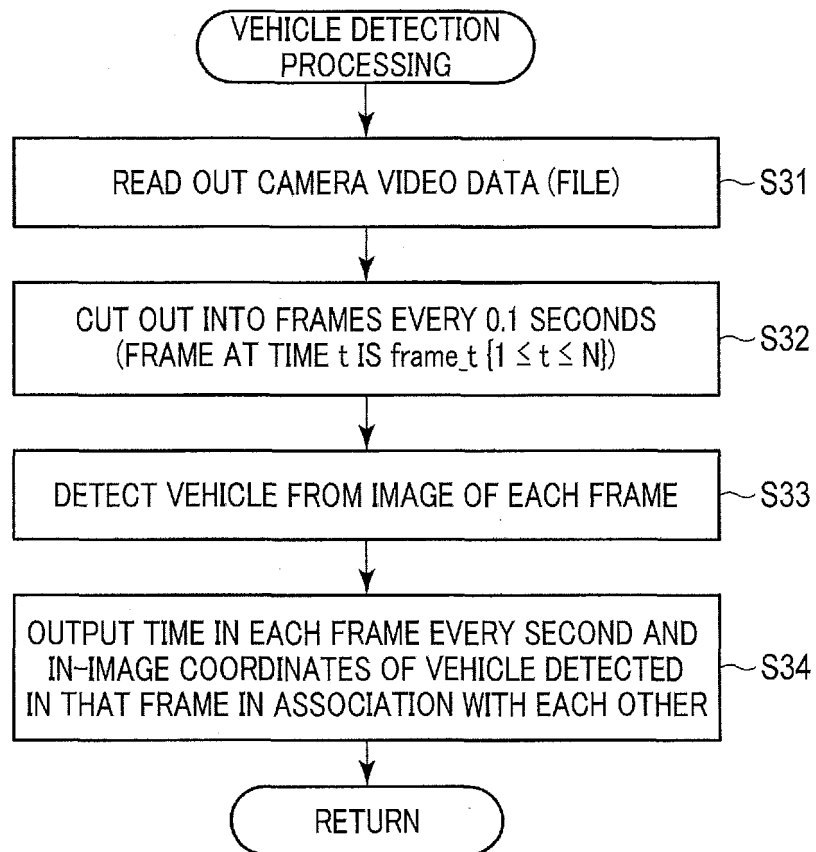 VEHICLE DETECTION
PROCESSING
READ OUT CAMERA VIDEO DATA (FILE)
S31
CUT OUT INTO FRAMES EVERY 0.1 SECONDS
(FRAME AT TIME t IS frame_t {1 ≤ t ≤ N})
S32
DETECT VEHICLE FROM IMAGE OF EACH FRAME
S33
OUTPUT TIME IN EACH FRAME EVERY SECOND AND
IN-IMAGE COORDINATES OF VEHICLE DETECTED
IN THAT FRAME IN ASSOCIATION WITH EACH OTHER
S34
RETURN